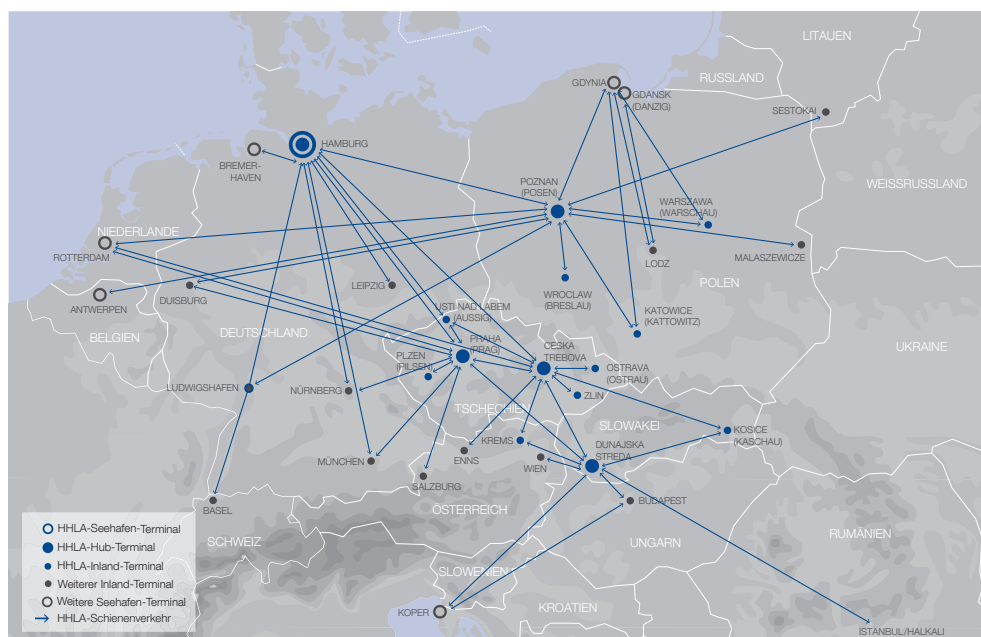 LITAUEN
RUSSLAND
GDYNIA
GDANSK
(DANZIG)
SESTOKAI
HAMBURG
BREMER-
HAVEN
WEISSRUSSLAND
POZNAN
(POSEN)
WARSZAWA
(WARSCHAU)
NIEDERLANDE
ROTTERDAM
MALASZEWICZE
LODZ
POLEN
DUISBURG
LEIPZIG
WROCLAW
(BRESLAU)
ANTWERPEN
USTI NAD LABEM
(AUSSIG)
KATOWICE
(KATTOWITZ)
BELGIEN
DEUTSCHLAND
PRAHA
(PRAG)
CESKA
TREBOVA
UKRAINE
PLZEN
(PILSEN)
OSTRAVA
(OSTRAU)
LUDWIGSHAFEN
NÜRNBERG
ZLIN
TSCHECHIEN
SLOWAKEI
KOSICE
(KASCHAU)
KREMS
DUNAJSKA
STREDA
MÜNCHEN
ENNS
WIEN
SALZBURG
BASEL
ÖSTERREICH
BUDAPEST
SCHWEIZ
UNGARN
RUMÄNIEN
SLOWENIEN
KOPER
KROATIEN
ISTANBUL/HALKALI
HHLA-Seehafen-Terminal
HHLA-Hub-Terminal
HHLA-Inland-Terminal
Weiterer Inland-Terminal
Weitere Seehafen-Terminal
HHLA-Schienenverkehr